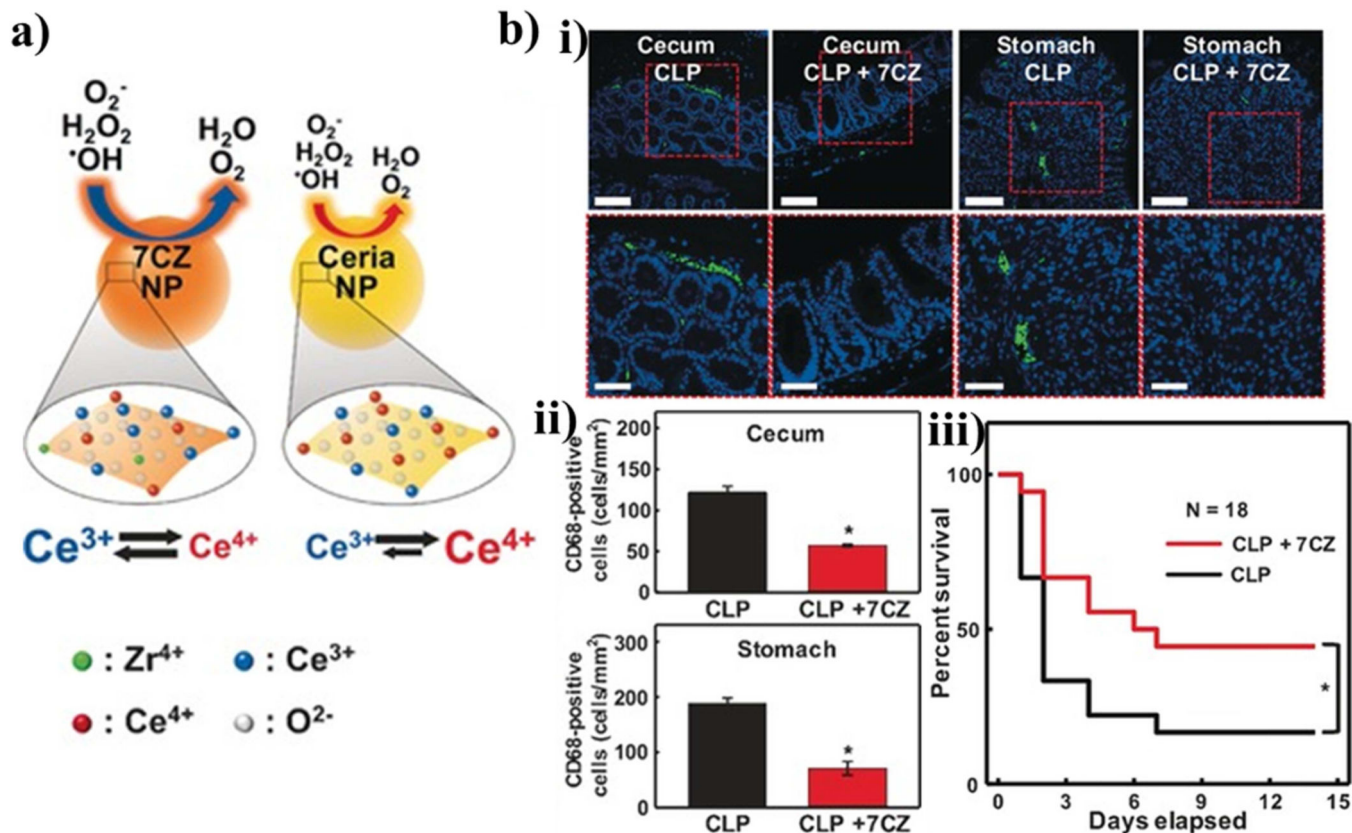 a)
O₂⁻
H₂O₂
•OH
H₂O
O₂
7CZ
NP
O₂⁻
H₂O₂
•OH
H₂O
O₂
Ceria
NP
Ce³⁺
Ce⁴⁺
Ce³⁺
Ce⁴⁺
: Zr⁴⁺
: Ce³⁺
: Ce⁴⁺
: O²⁻
b)
i)
Cecum
CLP
Cecum
CLP + 7CZ
Stomach
CLP
Stomach
CLP + 7CZ
ii)
CD68-positive
cells (cells/mm²)
200
150
100
50
0
Cecum
*
CLP
CLP +7CZ
CD68-positive
cells (cells/mm²)
300
200
100
0
Stomach
*
CLP
CLP +7CZ
iii)
Percent survival
100
50
0
N = 18
CLP + 7CZ
CLP
*
0
3
6
9
12
15
Days elapsed